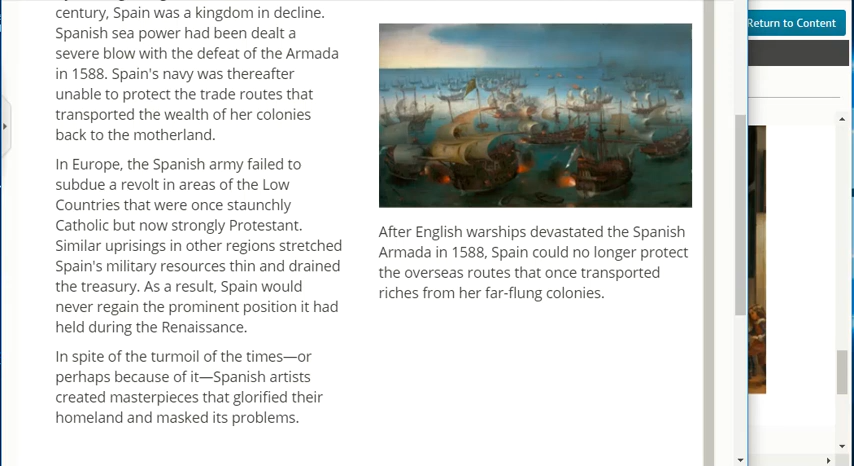 century, Spain was a kingdom in decline.
Spanish sea power had been dealt a
severe blow with the defeat of the Armada
in 1588. Spain's navy was thereafter
unable to protect the trade routes that
transported the wealth of her colonies
back to the motherland.
In Europe, the Spanish army failed to
subdue a revolt in areas of the Low
Countries that were once staunchly
Catholic but now strongly Protestant.
Similar uprisings in other regions stretched
Spain's military resources thin and drained
the treasury. As a result, Spain would
never regain the prominent position it had
held during the Renaissance.
In spite of the turmoil of the times—or
perhaps because of it—Spanish artists
created masterpieces that glorified their
homeland and masked its problems.
After English warships devastated the Spanish
Armada in 1588, Spain could no longer protect
the overseas routes that once transported
riches from her far-flung colonies.
Return to Content